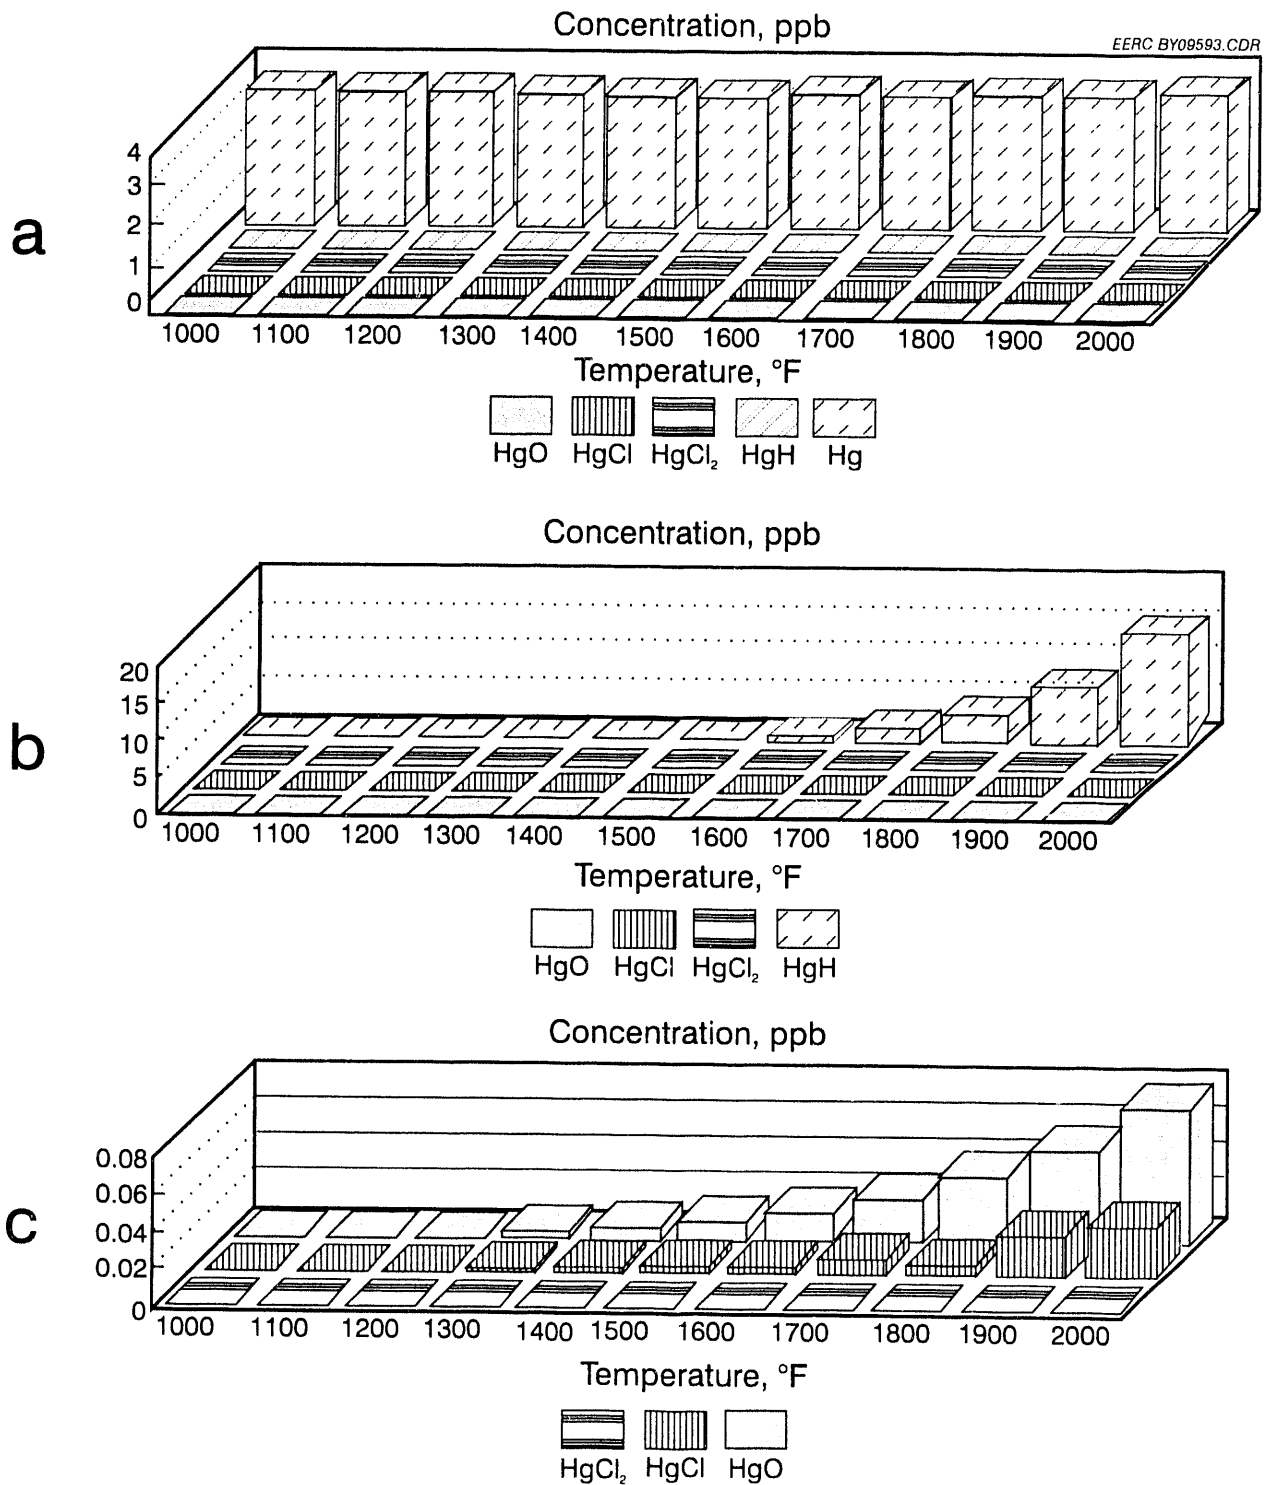 Concentration, ppb
EERC BY09593.CDR
4
3
2
1
0
a
1000 1100 1200 1300 1400 1500 1600 1700 1800 1900 2000
Temperature, °F
HgO HgCl HgCl₂ HgH Hg
Concentration, ppb
20
15
10
5
0
b
1000 1100 1200 1300 1400 1500 1600 1700 1800 1900 2000
Temperature, °F
HgO HgCl HgCl₂ HgH
Concentration, ppb
0.08
0.06
0.04
0.02
0
c
1000 1100 1200 1300 1400 1500 1600 1700 1800 1900 2000
Temperature, °F
HgCl₂ HgCl HgO